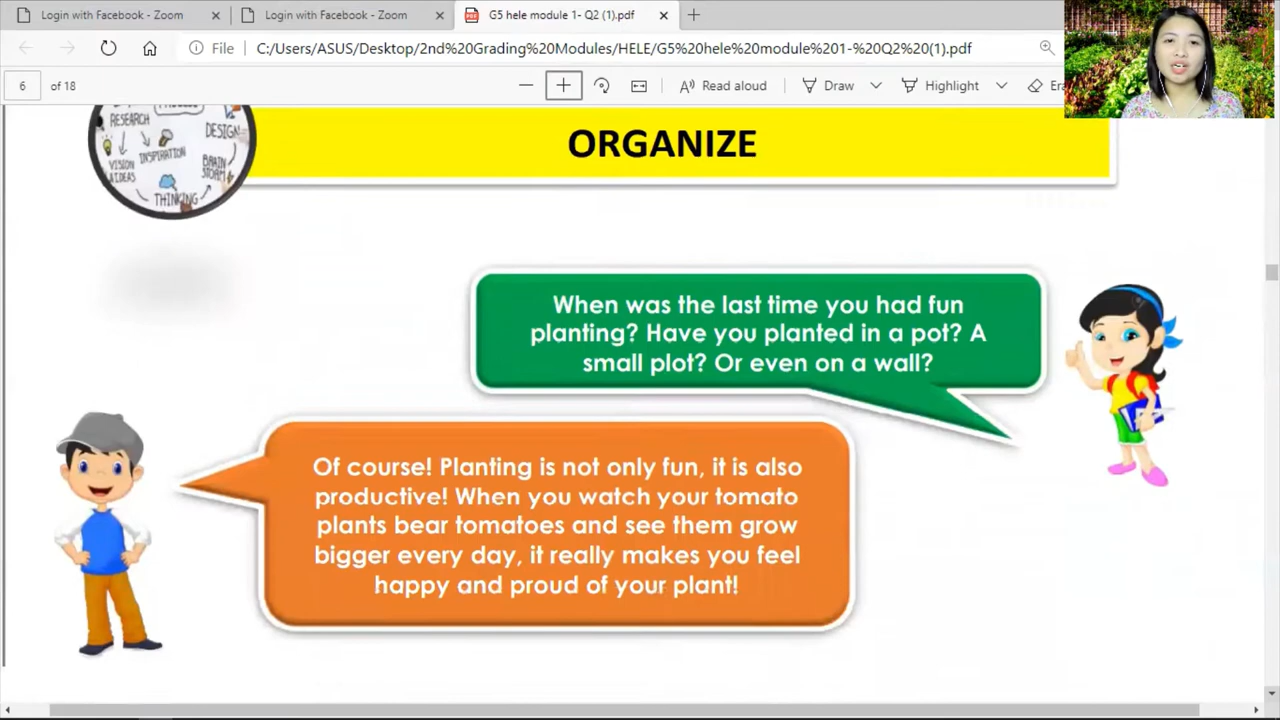 Login with Facebook - Zoom
Login with Facebook - Zoom
G5 hele module 1- Q2 (1).pdf
File
C:/Users/ASUS/Desktop/2nd%20Grading%20Modules/HELE/G5%20hele%20module%201-%20Q2%20(1).pdf
6 of 18
Read aloud
Draw
Highlight
Era
RESEARCH
DESIGN
VISION
&IDEAS
INSPIRATION
BRAIN
STORM
THINKING
ORGANIZE
When was the last time you had fun
planting? Have you planted in a pot? A
small plot? Or even on a wall?
Of course! Planting is not only fun, it is also
productive! When you watch your tomato
plants bear tomatoes and see them grow
bigger every day, it really makes you feel
happy and proud of your plant!